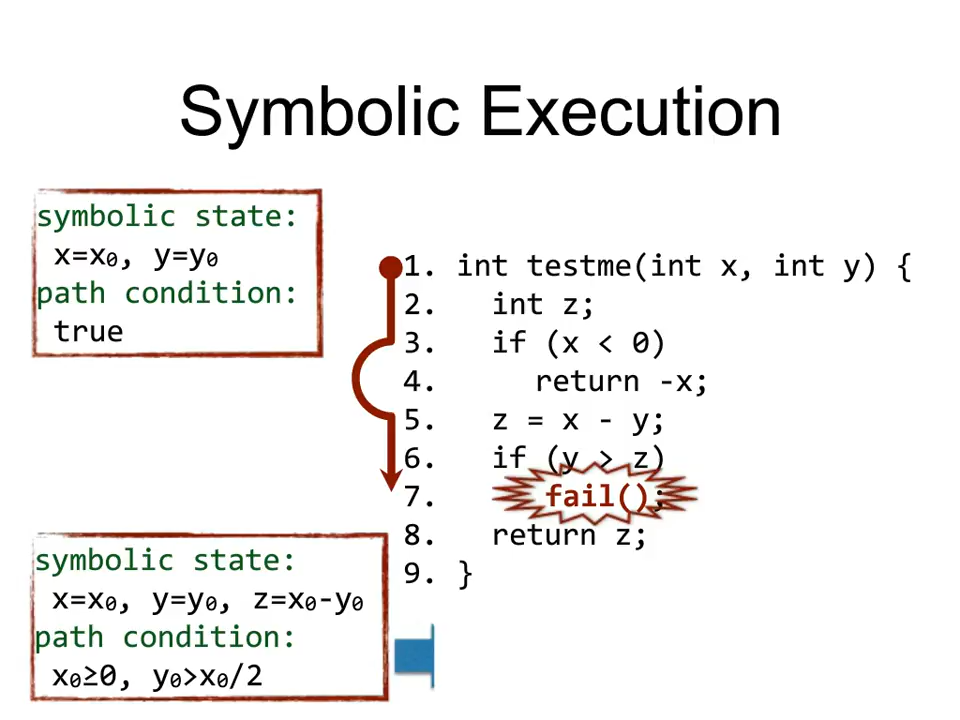 Symbolic Execution
symbolic state:
x=x₀, y=y₀
path condition:
true
1. int testme(int x, int y) {
2. int z;
3. if (x < 0)
4. return -x;
5. z = x - y;
6. if (y > z)
7. fail();
8. return z;
9. }
symbolic state:
x=x₀, y=y₀, z=x₀-y₀
path condition:
x₀≥0, y₀>x₀/2